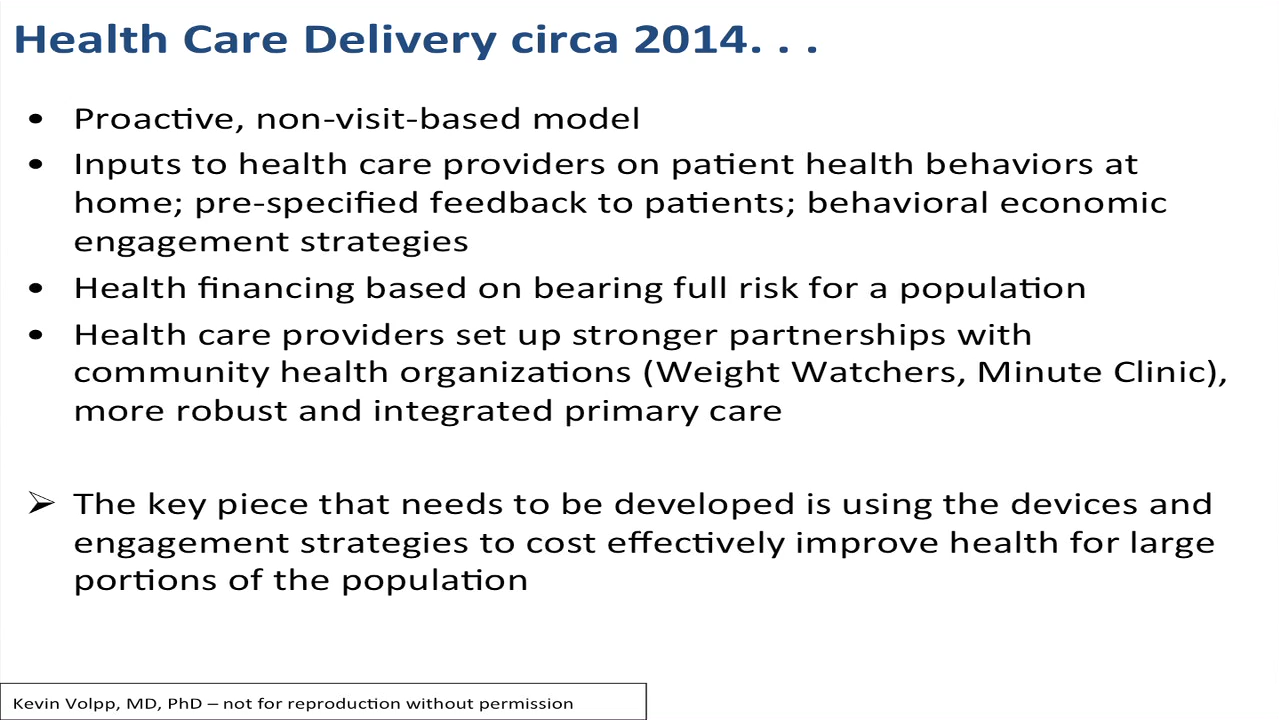 Health Care Delivery circa 2014. . .
• Proactive, non-visit-based model
• Inputs to health care providers on patient health behaviors at
home; pre-specified feedback to patients; behavioral economic
engagement strategies
• Health financing based on bearing full risk for a population
• Health care providers set up stronger partnerships with
community health organizations (Weight Watchers, Minute Clinic),
more robust and integrated primary care
➢ The key piece that needs to be developed is using the devices and
engagement strategies to cost effectively improve health for large
portions of the population
Kevin Volpp, MD, PhD – not for reproduction without permission